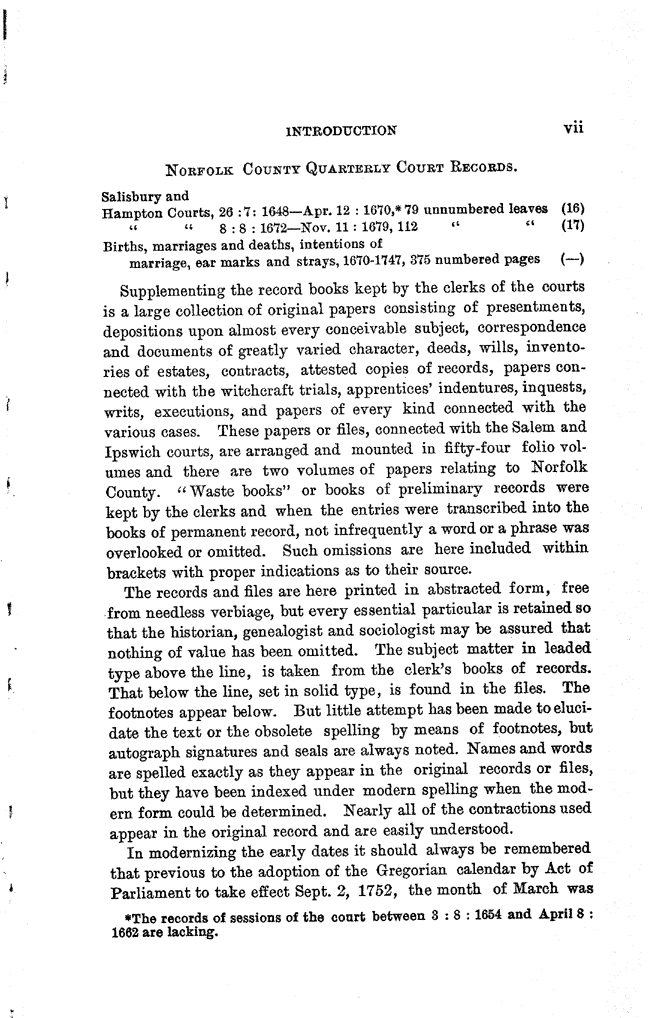 INTRODUCTION vii
NORFOLK COUNTY QUARTERLY COURT RECORDS.
Salisbury and
Hampton Courts, 26 : 7 : 1648—Apr. 12 : 1670,* 79 unnumbered leaves (16)
“ “ 8 : 8 : 1672—Nov. 11 : 1679, 112 “ “ (17)
Births, marriages and deaths, intentions of
marriage, ear marks and strays, 1670-1747, 375 numbered pages (—)
Supplementing the record books kept by the clerks of the courts
is a large collection of original papers consisting of presentments,
depositions upon almost every conceivable subject, correspondence
and documents of greatly varied character, deeds, wills, invento-
ries of estates, contracts, attested copies of records, papers con-
nected with the witchcraft trials, apprentices’ indentures, inquests,
writs, executions, and papers of every kind connected with the
various cases. These papers or files, connected with the Salem and
Ipswich courts, are arranged and mounted in fifty-four folio vol-
umes and there are two volumes of papers relating to Norfolk
County. “Waste books” or books of preliminary records were
kept by the clerks and when the entries were transcribed into the
books of permanent record, not infrequently a word or a phrase was
overlooked or omitted. Such omissions are here included within
brackets with proper indications as to their source.
The records and files are here printed in abstracted form, free
from needless verbiage, but every essential particular is retained so
that the historian, genealogist and sociologist may be assured that
nothing of value has been omitted. The subject matter in leaded
type above the line, is taken from the clerk’s books of records.
That below the line, set in solid type, is found in the files. The
footnotes appear below. But little attempt has been made to eluci-
date the text or the obsolete spelling by means of footnotes, but
autograph signatures and seals are always noted. Names and words
are spelled exactly as they appear in the original records or files,
but they have been indexed under modern spelling when the mod-
ern form could be determined. Nearly all of the contractions used
appear in the original record and are easily understood.
In modernizing the early dates it should always be remembered
that previous to the adoption of the Gregorian calendar by Act of
Parliament to take effect Sept. 2, 1752, the month of March was
*The records of sessions of the court between 3 : 8 : 1654 and April 8 :
1662 are lacking.